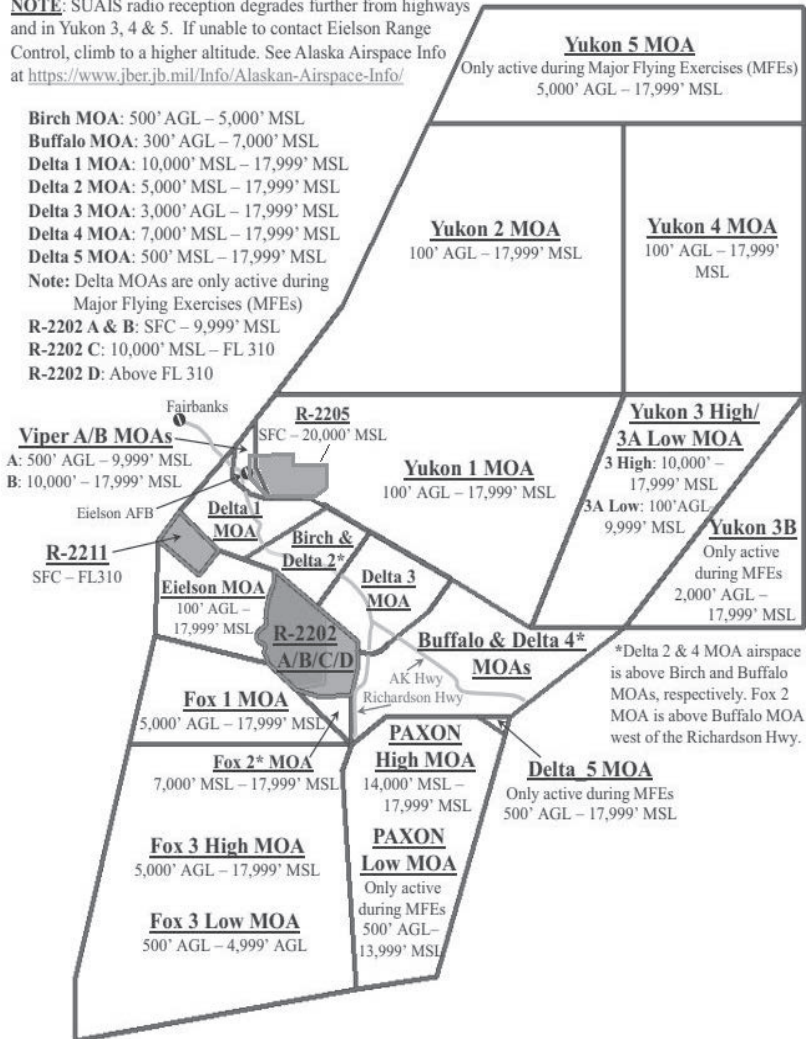 NOTE: SUAIS radio reception degrades further from highways
and in Yukon 3, 4 & 5. If unable to contact Eielson Range
Control, climb to a higher altitude. See Alaska Airspace Info
at https://www.jber.jb.mil/Info/Alaskan-Airspace-Info/
Birch MOA: 500’ AGL – 5,000’ MSL
Buffalo MOA: 300’ AGL – 7,000’ MSL
Delta 1 MOA: 10,000’ MSL – 17,999’ MSL
Delta 2 MOA: 5,000’ MSL – 17,999’ MSL
Delta 3 MOA: 3,000’ AGL – 17,999’ MSL
Delta 4 MOA: 7,000’ MSL – 17,999’ MSL
Delta 5 MOA: 500’ MSL – 17,999’ MSL
Note: Delta MOAs are only active during
Major Flying Exercises (MFEs)
R-2202 A & B: SFC – 9,999’ MSL
R-2202 C: 10,000’ MSL – FL 310
R-2202 D: Above FL 310
Yukon 5 MOA
Only active during Major Flying Exercises (MFEs)
5,000’ AGL – 17,999’ MSL
Yukon 2 MOA
100’ AGL – 17,999’ MSL
Yukon 4 MOA
100’ AGL – 17,999’
MSL
Fairbanks
Viper A/B MOAs
A: 500’ AGL – 9,999’ MSL
B: 10,000’ – 17,999’ MSL
Eielson AFB
R-2205
SFC – 20,000’ MSL
Yukon 1 MOA
100’ AGL – 17,999’ MSL
Yukon 3 High/
3A Low MOA
3 High: 10,000’ –
17,999’ MSL
3A Low: 100’AGL-
9,999’ MSL
Yukon 3B
Only active
during MFEs
2,000’ AGL –
17,999’ MSL
R-2211
SFC – FL310
Delta 1
MOA
Birch &
Delta 2*
Delta 3
MOA
Eielson MOA
100’ AGL –
17,999’ MSL
R-2202
A/B/C/D
Buffalo & Delta 4*
MOAs
AK Hwy
Richardson Hwy
*Delta 2 & 4 MOA airspace
is above Birch and Buffalo
MOAs, respectively. Fox 2
MOA is above Buffalo MOA
west of the Richardson Hwy.
Fox 1 MOA
5,000’ AGL – 17,999’ MSL
Fox 2* MOA
7,000’ MSL – 17,999’ MSL
PAXON
High MOA
14,000’ MSL –
17,999’ MSL
Delta 5 MOA
Only active during MFEs
500’ AGL – 17,999’ MSL
PAXON
Low MOA
Only active
during MFEs
500’ AGL–
13,999’ MSL
Fox 3 High MOA
5,000’ AGL – 17,999’ MSL
Fox 3 Low MOA
500’ AGL – 4,999’ AGL